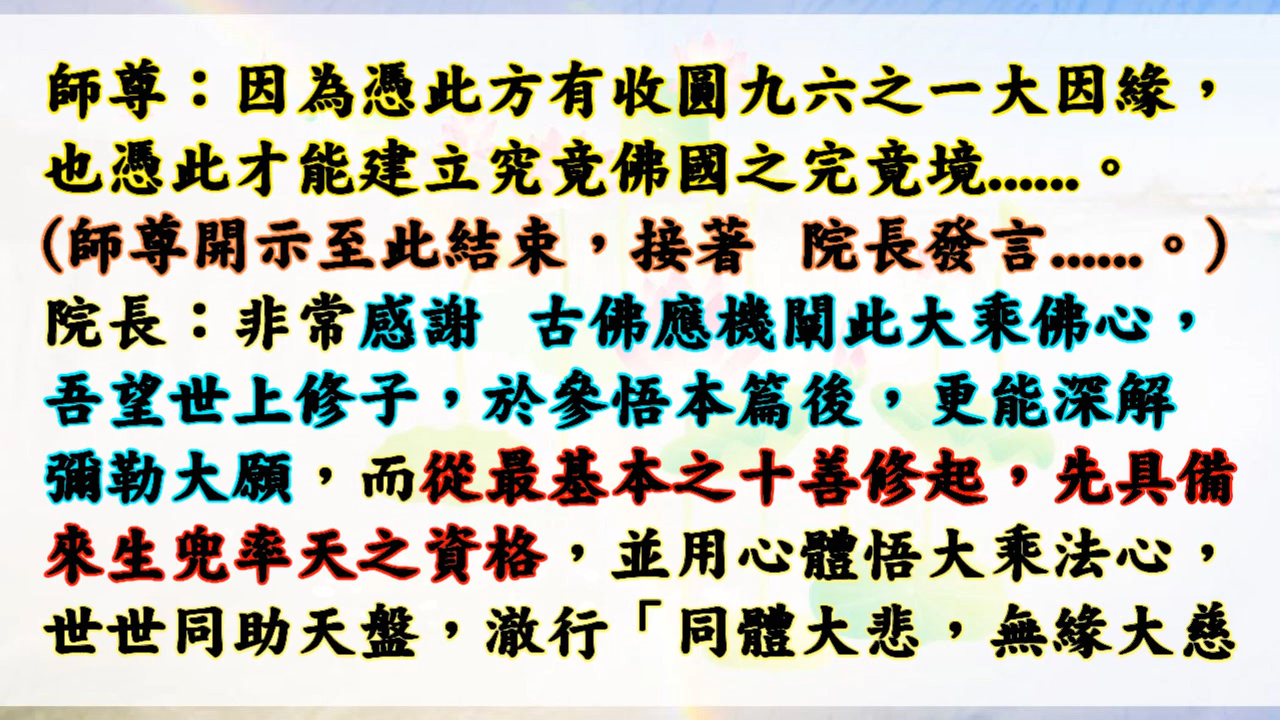 師尊：因為憑此方有收圓九六之一大因緣，
也憑此才能建立究竟佛國之完竟境......。
(師尊開示至此結束，接著 院長發言......。)
院長：非常感謝 古佛應機闡此大乘佛心，
吾望世上修子，於參悟本篇後，更能深解
彌勒大願，而從最基本之十善修起，先具備
來生兜率天之資格，並用心體悟大乘法心，
世世同助天盤，澈行「同體大悲，無緣大慈